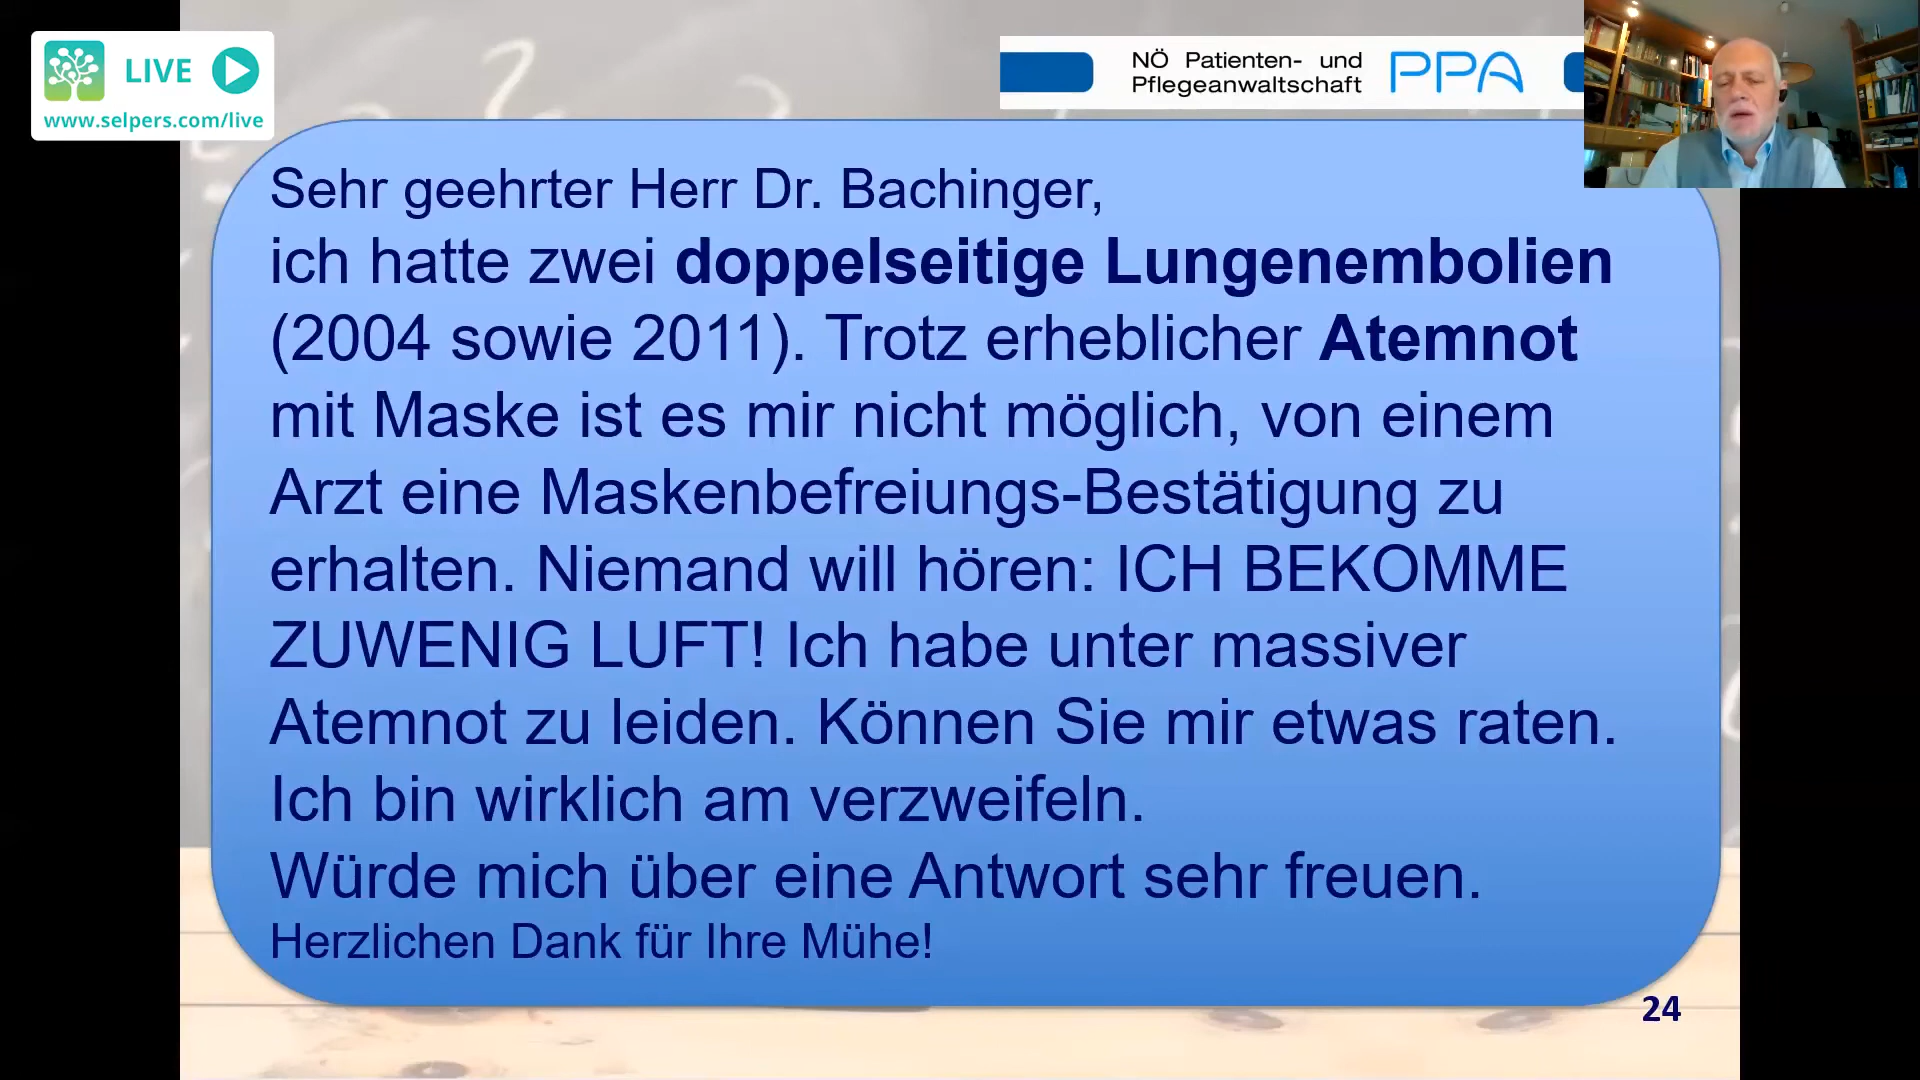 LIVE
www.selpers.com/live
NÖ Patienten- und
Pflegeanwaltschaft
PPA
Sehr geehrter Herr Dr. Bachinger,
ich hatte zwei doppelseitige Lungenembolien
(2004 sowie 2011). Trotz erheblicher Atemnot
mit Maske ist es mir nicht möglich, von einem
Arzt eine Maskenbefreiungs-Bestätigung zu
erhalten. Niemand will hören: ICH BEKOMME
ZUWENIG LUFT! Ich habe unter massiver
Atemnot zu leiden. Können Sie mir etwas raten.
Ich bin wirklich am verzweifeln.
Würde mich über eine Antwort sehr freuen.
Herzlichen Dank für Ihre Mühe!
24